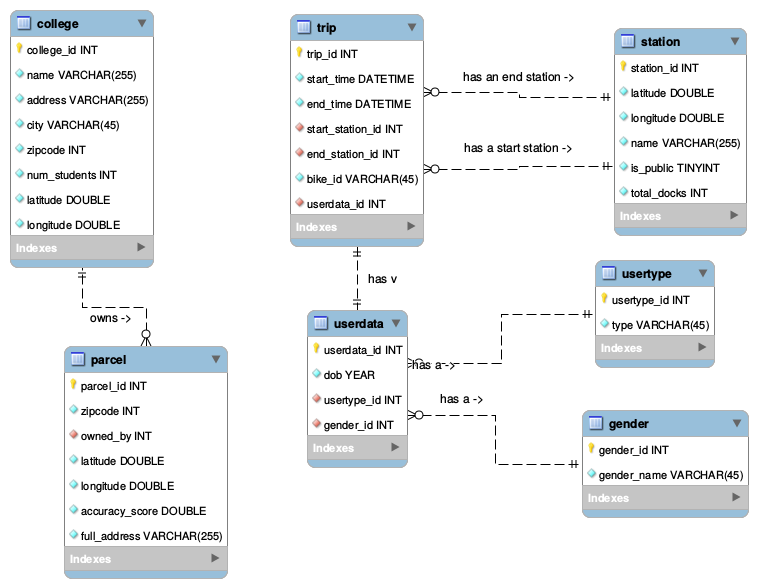 college
college_id INT
name VARCHAR(255)
address VARCHAR(255)
city VARCHAR(45)
zipcode INT
num_students INT
latitude DOUBLE
longitude DOUBLE
Indexes
owns ->
parcel
parcel_id INT
zipcode INT
owned_by INT
latitude DOUBLE
longitude DOUBLE
accuracy_score DOUBLE
full_address VARCHAR(255)
Indexes
trip
trip_id INT
start_time DATETIME
end_time DATETIME
start_station_id INT
end_station_id INT
bike_id VARCHAR(45)
userdata_id INT
Indexes
has an end station ->
has a start station ->
station
station_id INT
latitude DOUBLE
longitude DOUBLE
name VARCHAR(255)
is_public TINYINT
total_docks INT
Indexes
has v
userdata
userdata_id INT
dob YEAR
usertype_id INT
gender_id INT
Indexes
has a ->
has a ->
usertype
usertype_id INT
type VARCHAR(45)
Indexes
gender
gender_id INT
gender_name VARCHAR(45)
Indexes